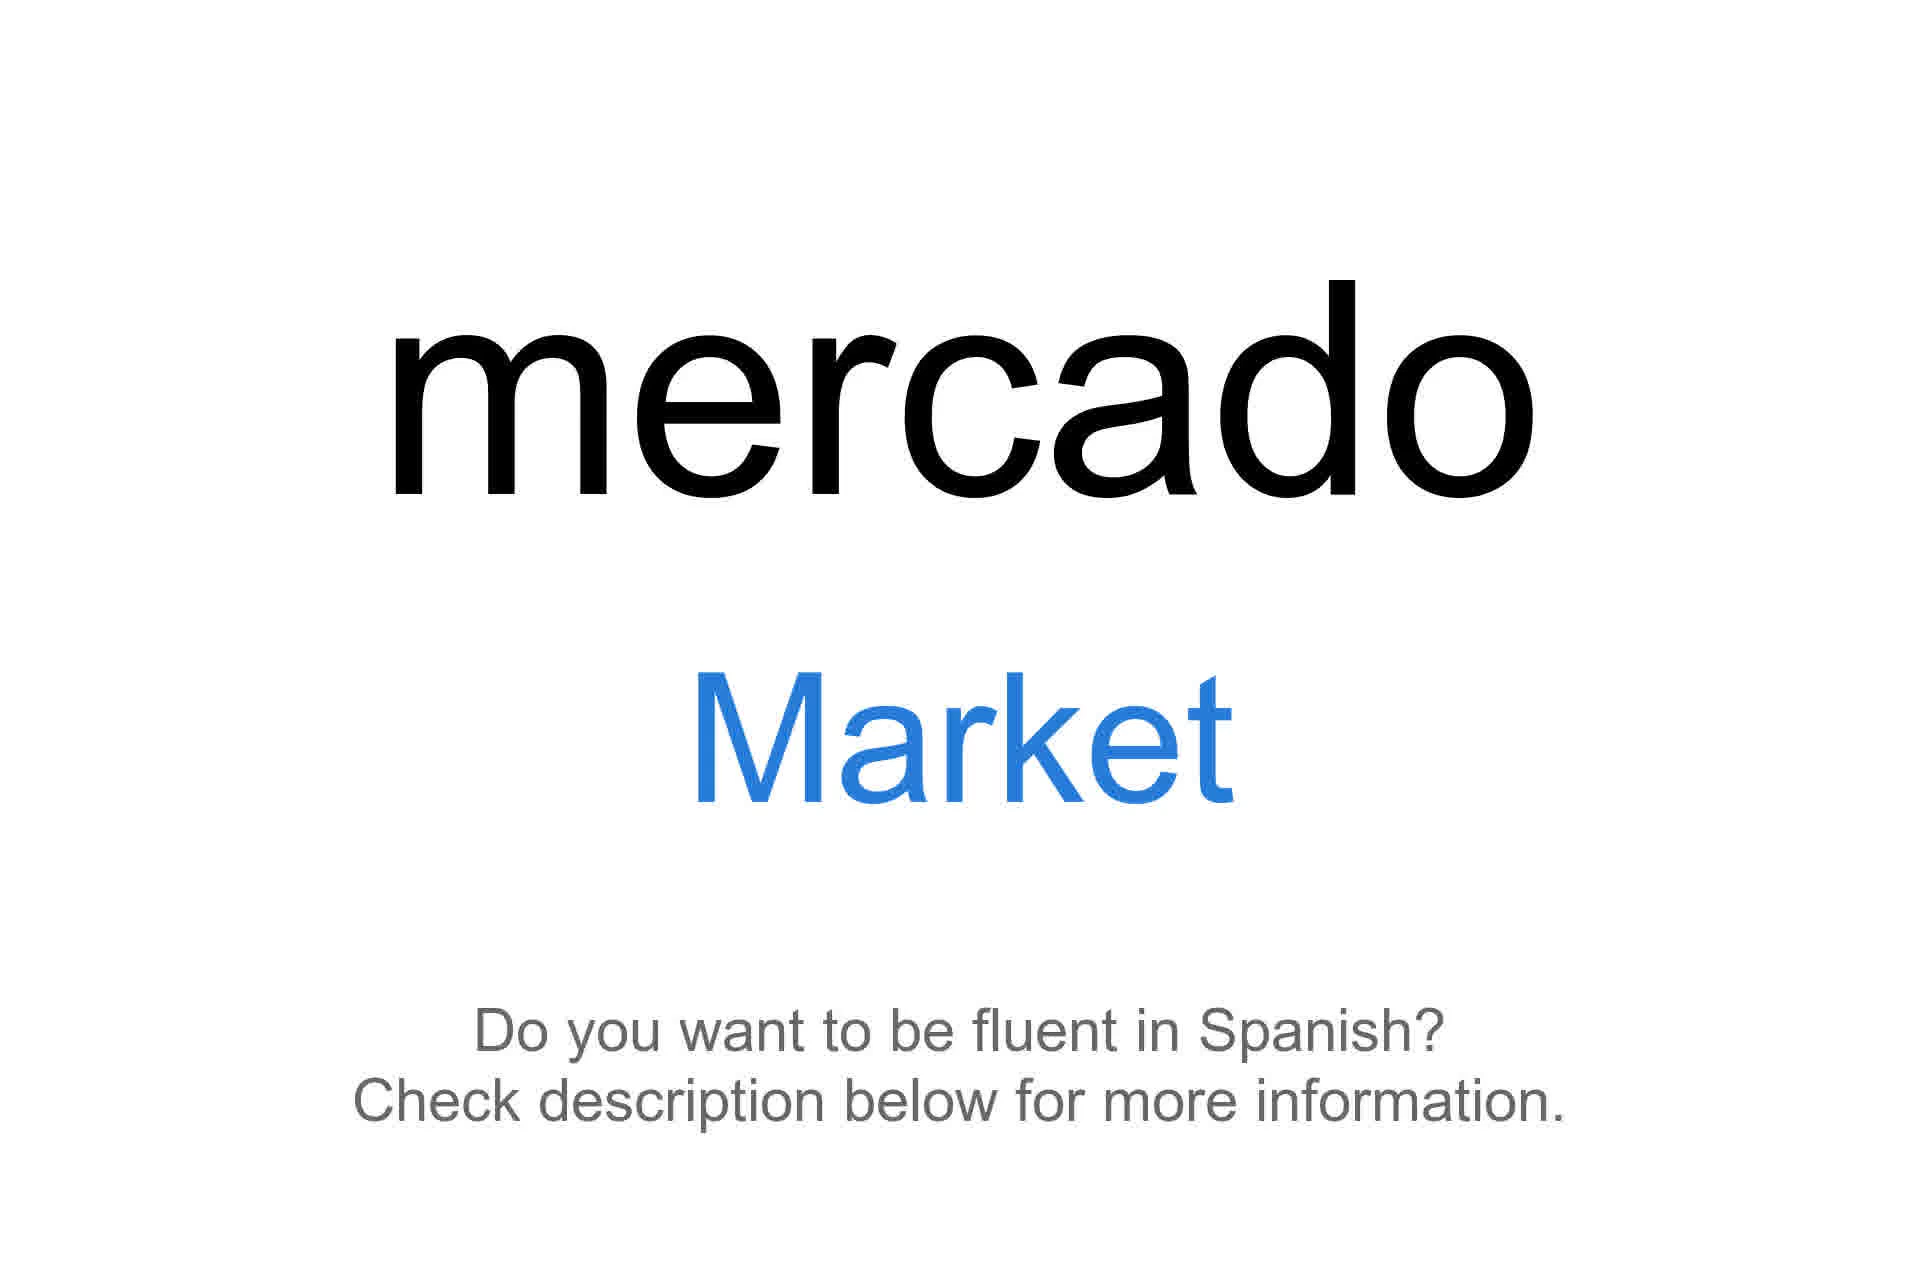 mercado
Market
Do you want to be fluent in Spanish?
Check description below for more information.